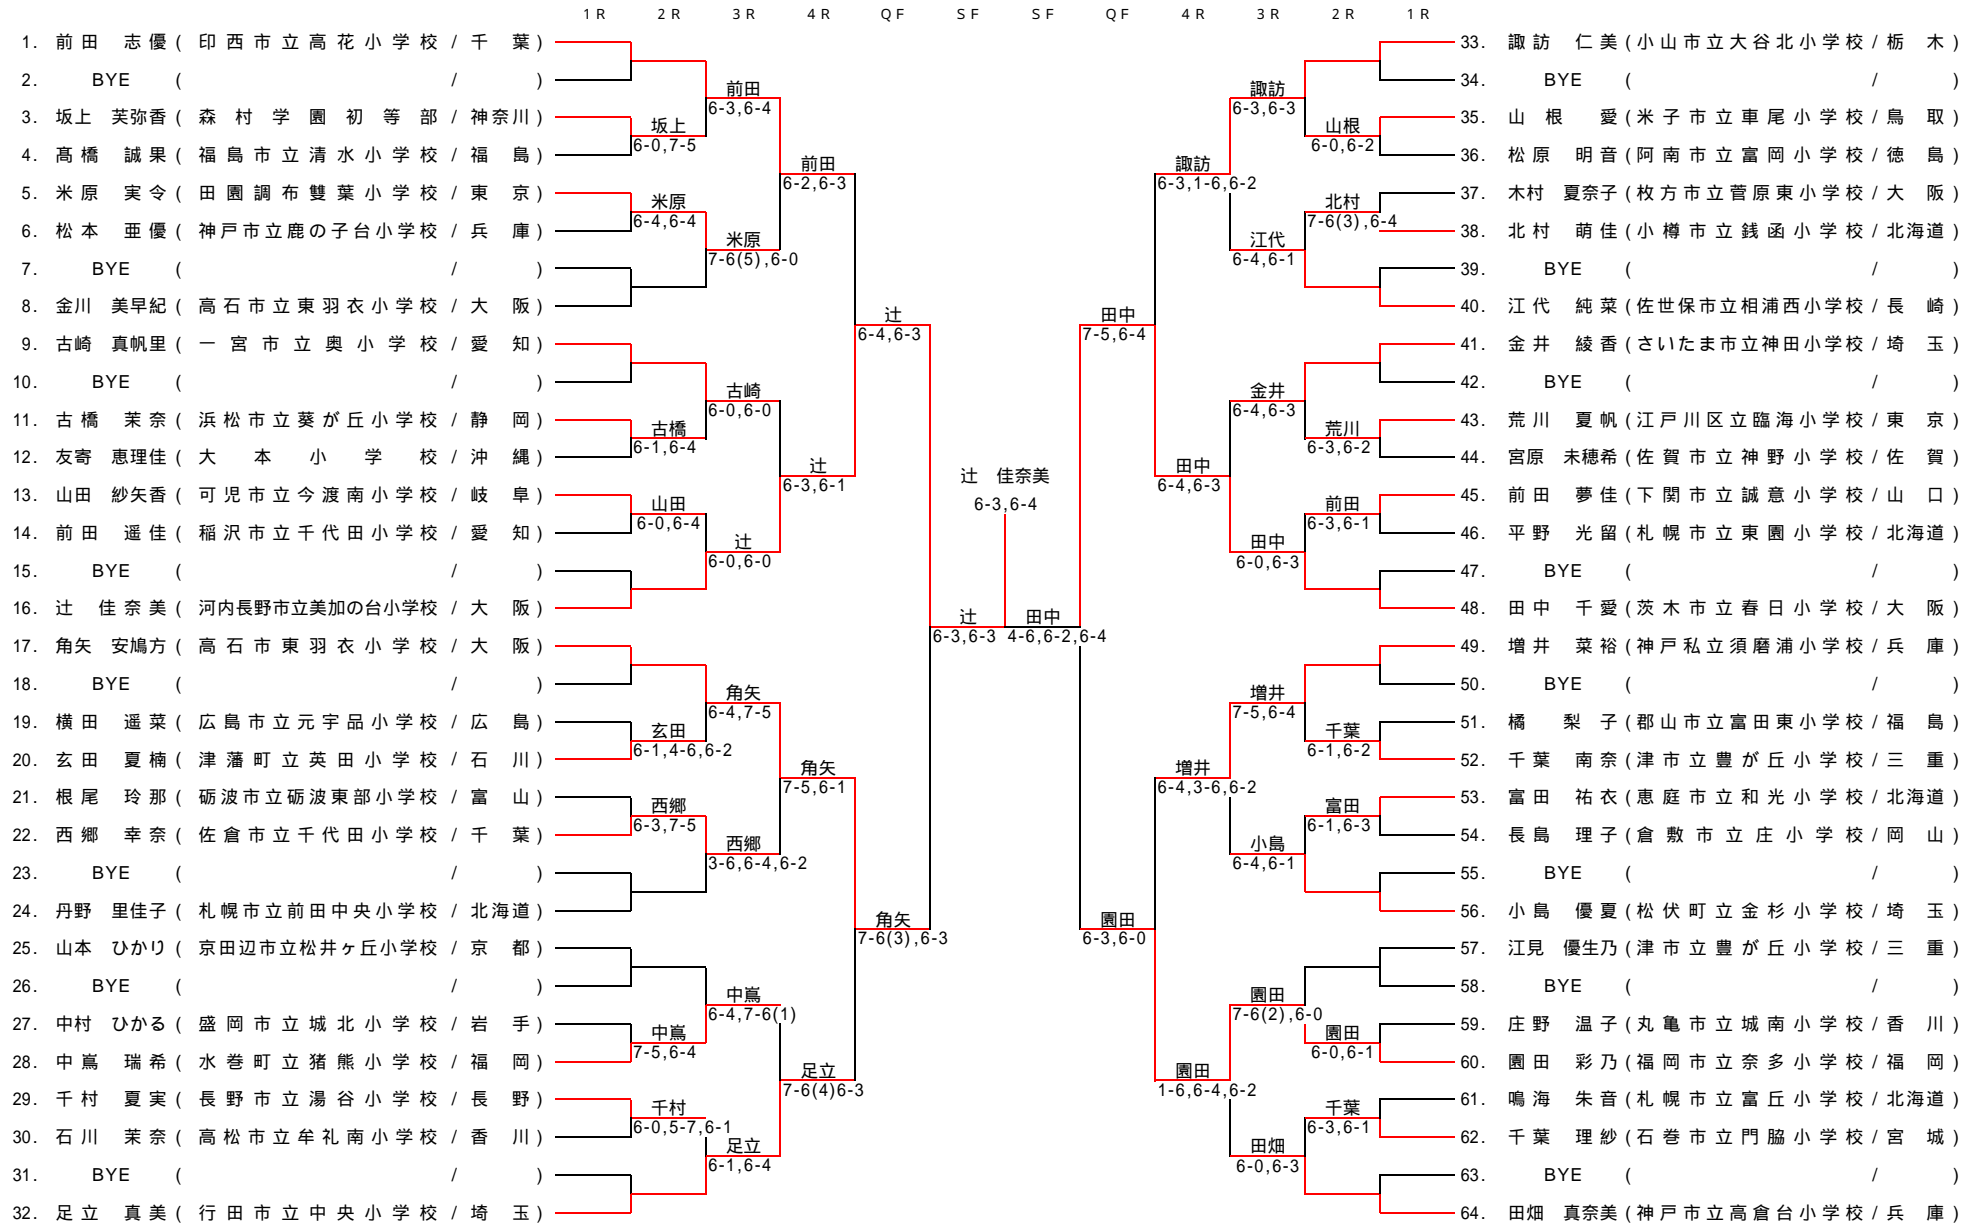 1R 2R 3R 4R QF SF SF QF 4R 3R 2R 1R
1. 前田 志優 ( 印西市立高花小学校 / 千葉 )
2. BYE ( / )
3. 坂上 芙弥香 ( 森村学園初等部 / 神奈川 )
4. 髙橋 誠果 ( 福島市立清水小学校 / 福島 )
5. 米原 実令 ( 田園調布雙葉小学校 / 東京 )
6. 松本 亜優 ( 神戸市立鹿の子台小学校 / 兵庫 )
7. BYE ( / )
8. 金川 美早紀 ( 高石市立東羽衣小学校 / 大阪 )
9. 古崎 真帆里 ( 一宮市立奥小学校 / 愛知 )
10. BYE ( / )
11. 古橋 茉奈 ( 浜松市立葵が丘小学校 / 静岡 )
12. 友寄 恵理佳 ( 大本小学校 / 沖縄 )
13. 山田 紗矢香 ( 可児市立今渡南小学校 / 岐阜 )
14. 前田 遥佳 ( 稲沢市立千代田小学校 / 愛知 )
15. BYE ( / )
16. 辻 佳奈美 ( 河内長野市立美加の台小学校 / 大阪 )
17. 角矢 安鳩方 ( 高石市東羽衣小学校 / 大阪 )
18. BYE ( / )
19. 横田 遥菜 ( 広島市立元宇品小学校 / 広島 )
20. 玄田 夏楠 ( 津藩町立英田小学校 / 石川 )
21. 根尾 玲那 ( 砺波市立砺波東部小学校 / 富山 )
22. 西郷 幸奈 ( 佐倉市立千代田小学校 / 千葉 )
23. BYE ( / )
24. 丹野 里佳子 ( 札幌市立前田中央小学校 / 北海道 )
25. 山本 ひかり ( 京田辺市立松井ヶ丘小学校 / 京都 )
26. BYE ( / )
27. 中村 ひかる ( 盛岡市立城北小学校 / 岩手 )
28. 中嶌 瑞希 ( 水巻町立猪熊小学校 / 福岡 )
29. 千村 夏実 ( 長野市立湯谷小学校 / 長野 )
30. 石川 茉奈 ( 高松市立牟礼南小学校 / 香川 )
31. BYE ( / )
32. 足立 真美 ( 行田市立中央小学校 / 埼玉 )
坂上
6-0,7-5
米原
6-4,6-4
古橋
6-1,6-4
山田
6-0,6-4
玄田
6-1,4-6,6-2
西郷
6-3,7-5
中嶌
7-5,6-4
千村
6-0,5-7,6-1
前田
6-3,6-4
米原
7-6(5),6-0
古崎
6-0,6-0
辻
6-0,6-0
角矢
6-4,7-5
西郷
3-6,6-4,6-2
中嶌
6-4,7-6(1)
足立
6-1,6-4
前田
6-2,6-3
辻
6-3,6-1
角矢
7-5,6-1
足立
7-6(4)6-3
辻
6-4,6-3
角矢
7-6(3),6-3
辻
6-3,6-3
辻 佳奈美
6-3,6-4
田中
4-6,6-2,6-4
田中
7-5,6-4
園田
6-3,6-0
諏訪
6-3,1-6,6-2
田中
6-4,6-3
増井
6-4,3-6,6-2
園田
1-6,6-4,6-2
諏訪
6-3,6-3
江代
6-4,6-1
金井
6-4,6-3
田中
6-0,6-3
増井
7-5,6-4
小島
6-4,6-1
園田
7-6(2),6-0
田畑
6-0,6-3
山根
6-0,6-2
北村
7-6(3),6-4
荒川
6-3,6-2
前田
6-3,6-1
千葉
6-1,6-2
富田
6-1,6-3
園田
6-0,6-1
千葉
6-3,6-1
33. 諏訪 仁美 (小山市立大谷北小学校 / 栃木 )
34. BYE ( / )
35. 山根 愛 (米子市立車尾小学校 / 鳥取 )
36. 松原 明音 (阿南市立富岡小学校 / 徳島 )
37. 木村 夏奈子 (枚方市立菅原東小学校 / 大阪 )
38. 北村 萌佳 (小樽市立銭函小学校 / 北海道 )
39. BYE ( / )
40. 江代 純菜 (佐世保市立相浦西小学校 / 長崎 )
41. 金井 綾香 (さいたま市立神田小学校 / 埼玉 )
42. BYE ( / )
43. 荒川 夏帆 (江戸川区立臨海小学校 / 東京 )
44. 宮原 未穂希 (佐賀市立神野小学校 / 佐賀 )
45. 前田 夢佳 (下関市立誠意小学校 / 山口 )
46. 平野 光留 (札幌市立東園小学校 / 北海道 )
47. BYE ( / )
48. 田中 千愛 (茨木市立春日小学校 / 大阪 )
49. 増井 菜裕 (神戸私立須磨浦小学校 / 兵庫 )
50. BYE ( / )
51. 橘 梨子 (郡山市立富田東小学校 / 福島 )
52. 千葉 南奈 (津市立豊が丘小学校 / 三重 )
53. 富田 祐衣 (恵庭市立和光小学校 / 北海道 )
54. 長島 理子 (倉敷市立庄小学校 / 岡山 )
55. BYE ( / )
56. 小島 優夏 (松伏町立金杉小学校 / 埼玉 )
57. 江見 優生乃 (津市立豊が丘小学校 / 三重 )
58. BYE ( / )
59. 庄野 温子 (丸亀市立城南小学校 / 香川 )
60. 園田 彩乃 (福岡市立奈多小学校 / 福岡 )
61. 鳴海 朱音 (札幌市立富丘小学校 / 北海道 )
62. 千葉 理紗 (石巻市立門脇小学校 / 宮城 )
63. BYE ( / )
64. 田畑 真奈美 (神戸市立高倉台小学校 / 兵庫 )